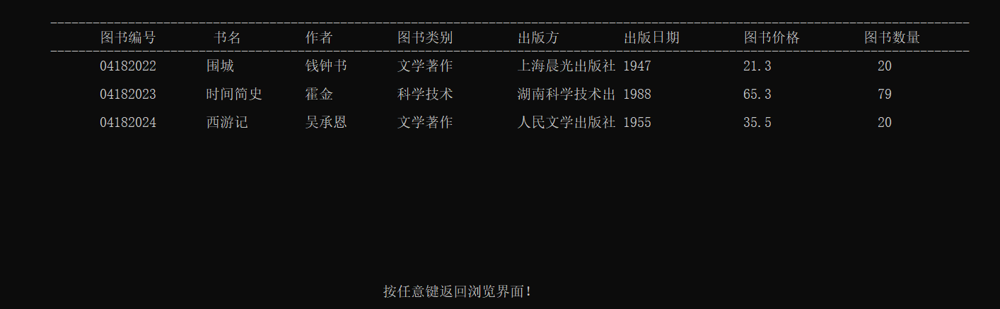 图书编号 书名 作者 图书类别 出版方 出版日期 图书价格 图书数量
04182022 围城 钱钟书 文学著作 上海晨光出版社 1947 21.3 20
04182023 时间简史 霍金 科学技术 湖南科学技术出 1988 65.3 79
04182024 西游记 吴承恩 文学著作 人民文学出版社 1955 35.5 20
按任意键返回浏览界面!